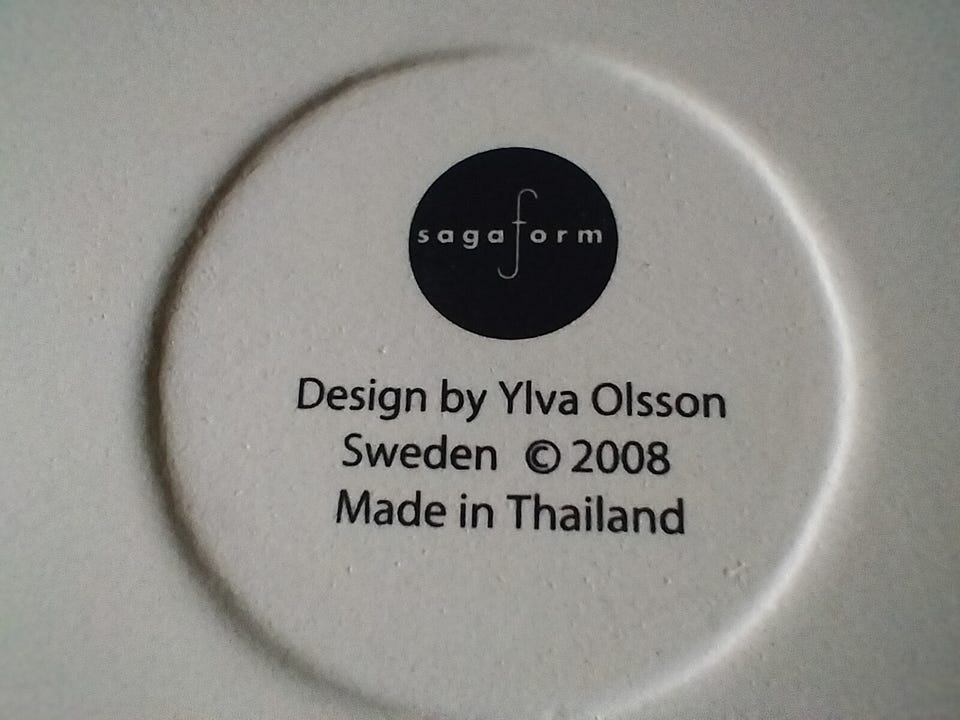 sagaform
Design by Ylva Olsson
Sweden © 2008
Made in Thailand